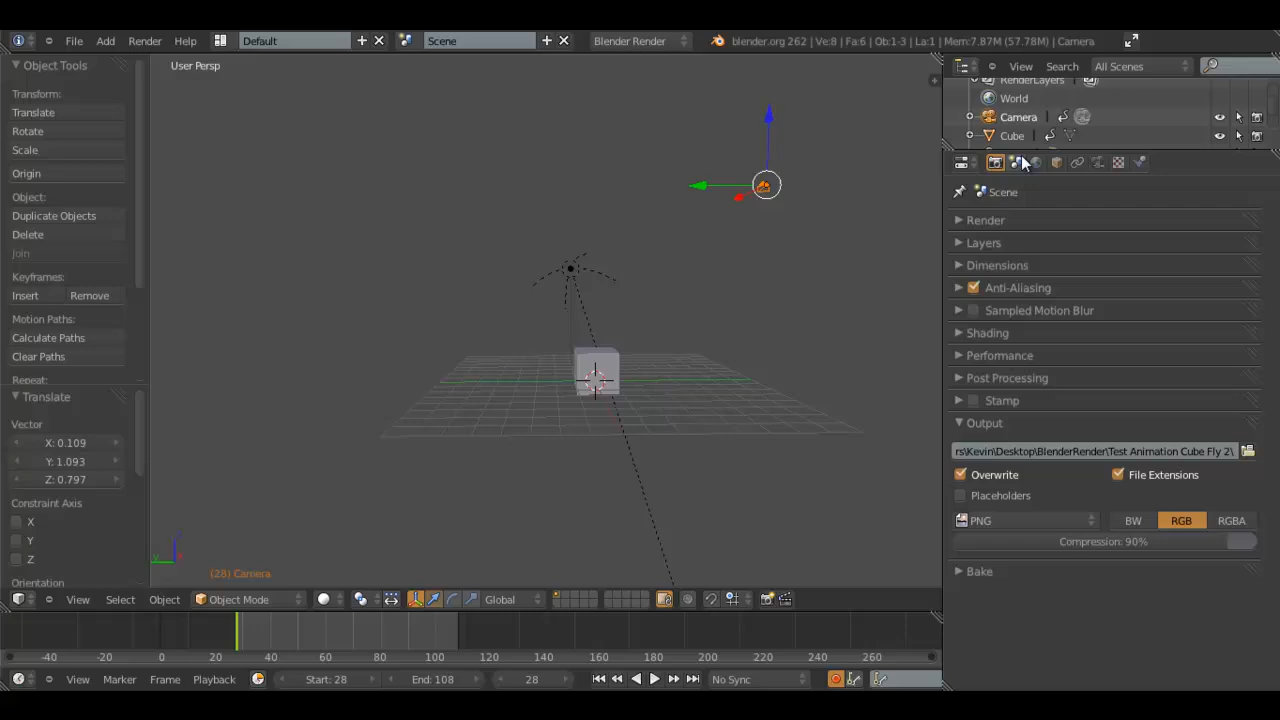 File Add Render Help Default Scene Blender Render blender.org 262 | Ve:8 | Fa:6 | Ob:1-3 | La:1 | Mem:7.87M (57.78M) | Camera
Object Tools
User Persp
View Search All Scenes
RenderLayers
World
Camera
Cube
Transform:
Translate
Rotate
Scale
Origin
Object:
Duplicate Objects
Delete
Join
Keyframes:
Insert Remove
Motion Paths:
Calculate Paths
Clear Paths
Repeat:
Translate
Vector
X: 0.109
Y: 1.093
Z: 0.797
Constraint Axis
X
Y
Z
Orientation
(28) Camera
Scene
Render
Layers
Dimensions
Anti-Aliasing
Sampled Motion Blur
Shading
Performance
Post Processing
Stamp
Output
rs\Kevin\Desktop\BlenderRender\Test Animation Cube Fly 2\
Overwrite File Extensions
Placeholders
PNG BW RGB RGBA
Compression: 90%
Bake
View Select Object Object Mode Global
-40 -20 0 20 40 60 80 100 120 140 160 180 200 220 240 260
View Marker Frame Playback Start: 28 End: 108 28 No Sync